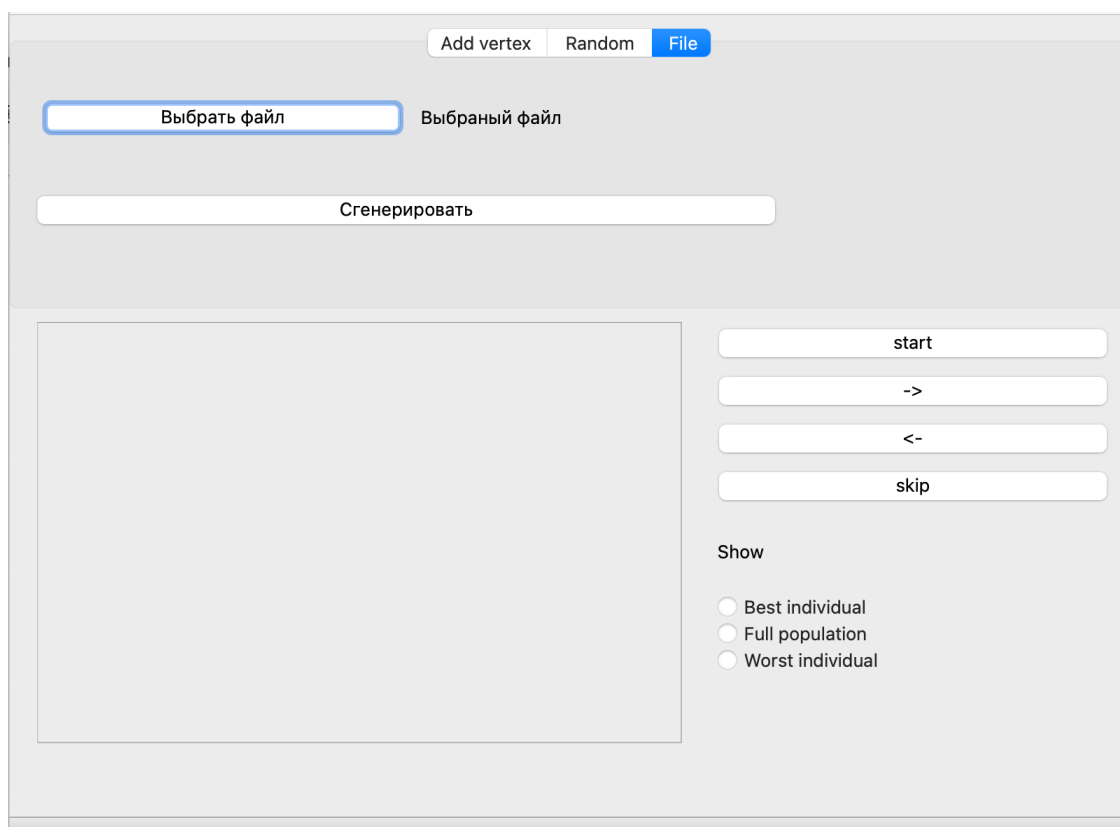 Add vertex Random File
Выбрать файл Выбраный файл
Сгенерировать
start
->
<-
skip
Show
Best individual
Full population
Worst individual